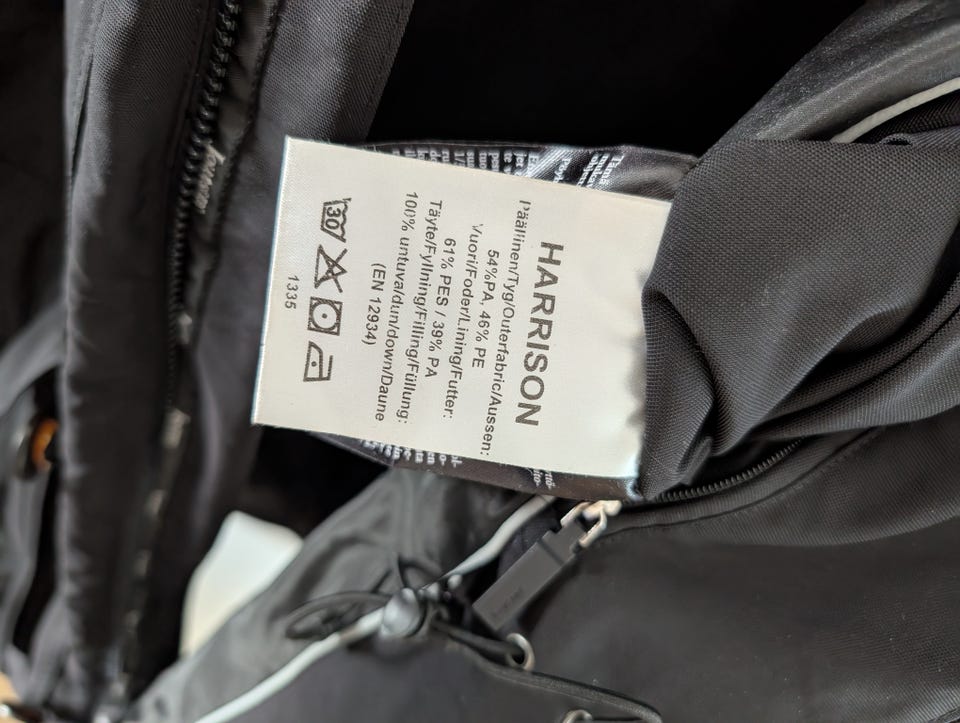 HARRISON
Päällinen/Tyg/Outerfabric/Aussen:
54%PA, 46% PE
Vuori/Foder/Lining/Futter:
61% PES / 39% PA
Täyte/Fyllning/Filling/Füllung:
100% untuva/dun/down/Daune
(EN 12934)
30
1335
Tämä